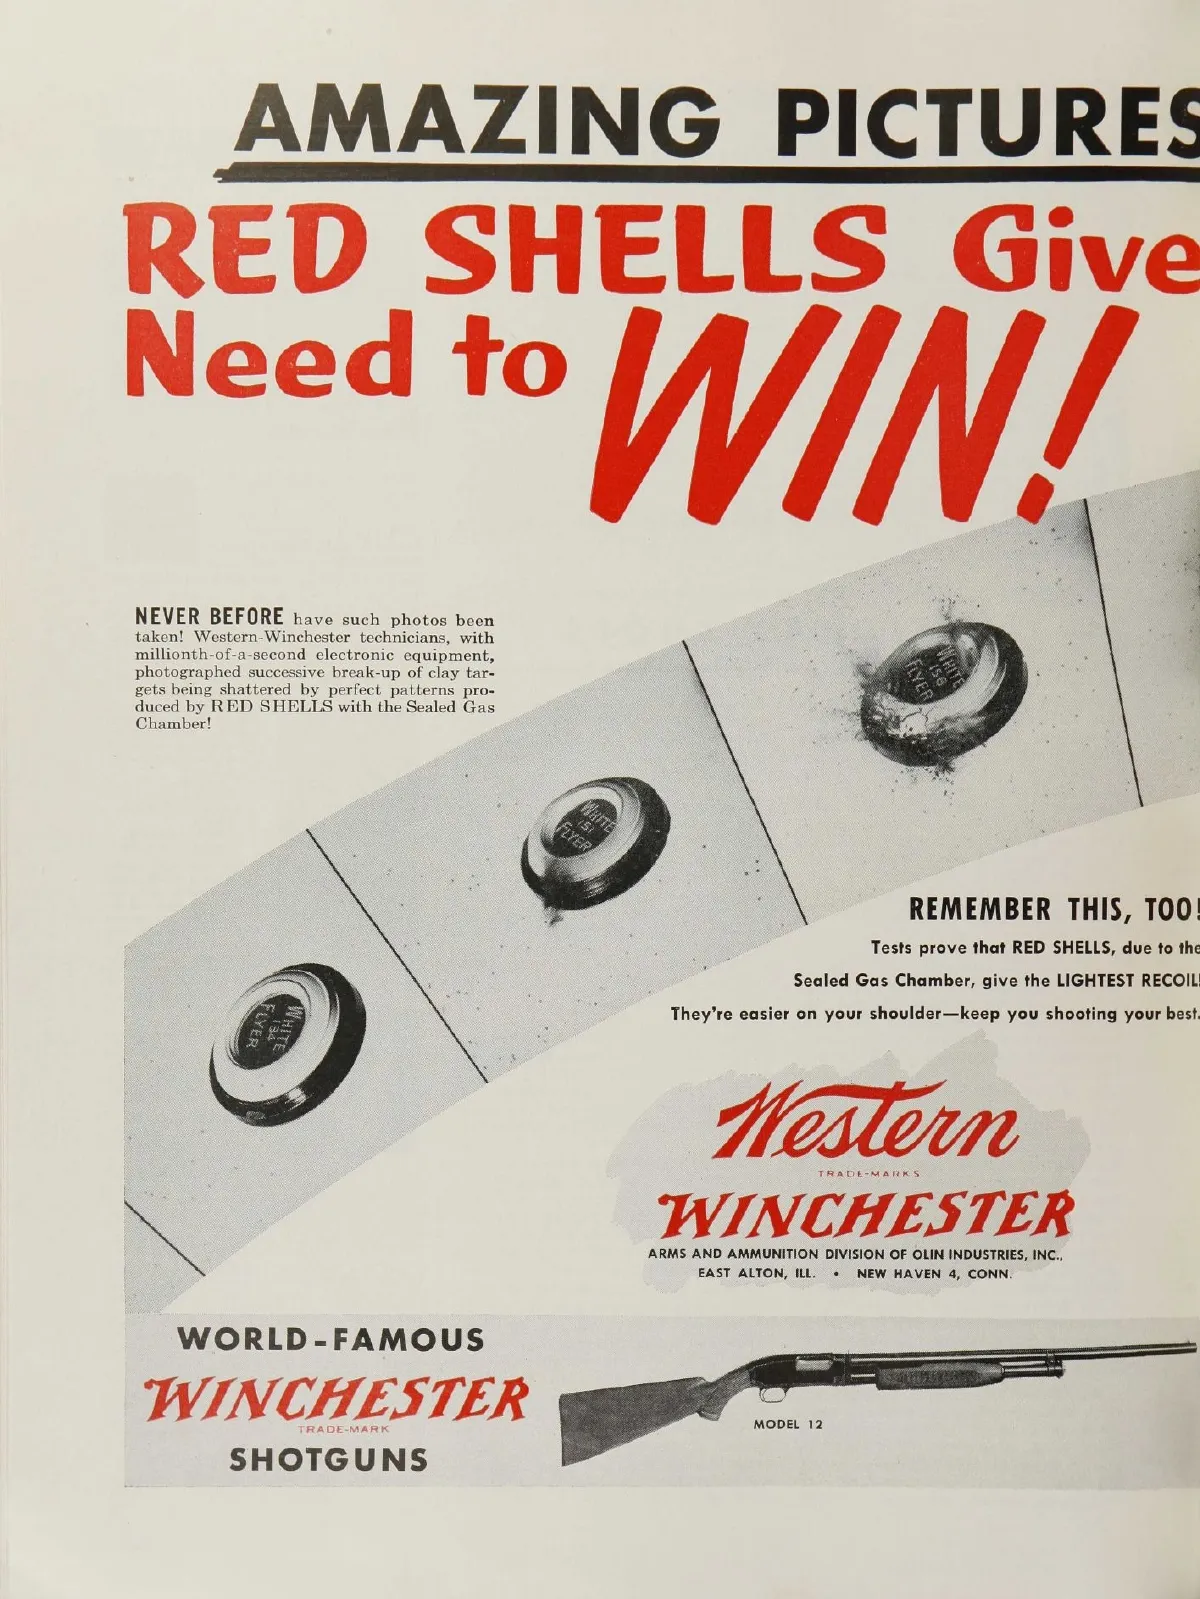 AMAZING PICTURES
RED SHELLS Give
Need to WIN!
NEVER BEFORE have such photos been
taken! Western-Winchester technicians, with
millionth-of-a-second electronic equipment,
photographed successive break-up of clay tar-
gets being shattered by perfect patterns pro-
duced by RED SHELLS with the Sealed Gas
Chamber!
WHITE
156
FLYER
WHITE
151
FLYER
WHITE
134
FLYER
REMEMBER THIS, TOO!
Tests prove that RED SHELLS, due to the
Sealed Gas Chamber, give the LIGHTEST RECOIL!
They're easier on your shoulder—keep you shooting your best.
Western
TRADE-MARKS
WINCHESTER
ARMS AND AMMUNITION DIVISION OF OLIN INDUSTRIES, INC.,
EAST ALTON, ILL. • NEW HAVEN 4, CONN.
WORLD-FAMOUS
WINCHESTER
TRADE-MARK
SHOTGUNS
MODEL 12